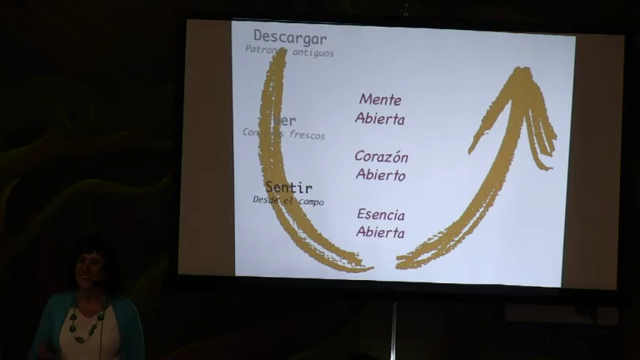 Descargar
antiguos
Sentir
Desde el campo
Mente
Abierta
Corazón
Abierto
Esencia
Abierta
frescos